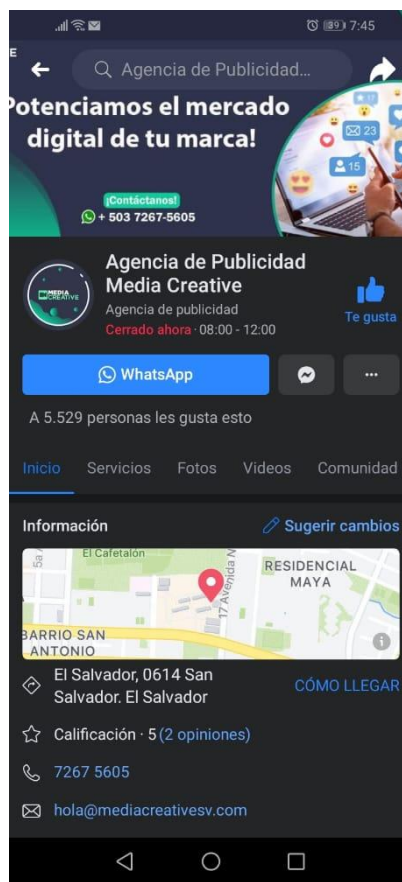 89 7:45
E
Agencia de Publicidad...
Potenciamos el mercado
digital de tu marca!
★ 17
23
15
¡Contáctanos!
+ 503 7267-5605
MEDIA
CREATIVE
Agencia de Publicidad
Media Creative
Agencia de publicidad
Cerrado ahora · 08:00 - 12:00
Te gusta
WhatsApp
...
A 5.529 personas les gusta esto
Inicio Servicios Fotos Videos Comunidad
Información
Sugerir cambios
5a A
El Cafetalón
17 Avenida N
RESIDENCIAL
MAYA
BARRIO SAN
ANTONIO
El Salvador, 0614 San
Salvador. El Salvador
CÓMO LLEGAR
Calificación · 5 (2 opiniones)
7267 5605
hola@mediacreativesv.com